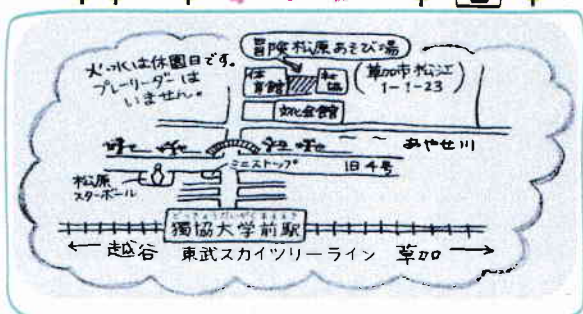 火・水は休園日です。
プレーリーダーは
いません。
冒険松原あそび場
体育館
社協
(草加市松江
1-1-23)
文化会館
あやせ川
ミニストップ
旧4号
松原
スターボール
どっきょうだいがくまええき
獨協大学前駅
← 越谷 東武スカイツリーライン 草加 →